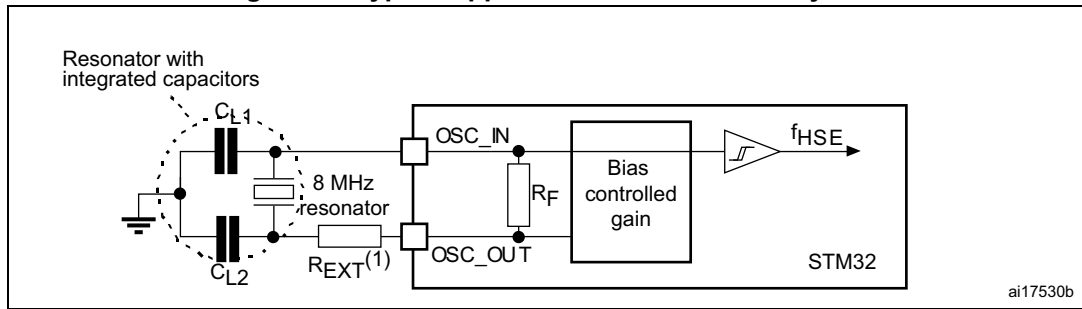 Resonator with
integrated capacitors
CL1
OSC_IN
fHSE
8 MHz
resonator
RF
Bias
controlled
gain
REXT(1)
OSC_OUT
STM32
CL2
ai17530b